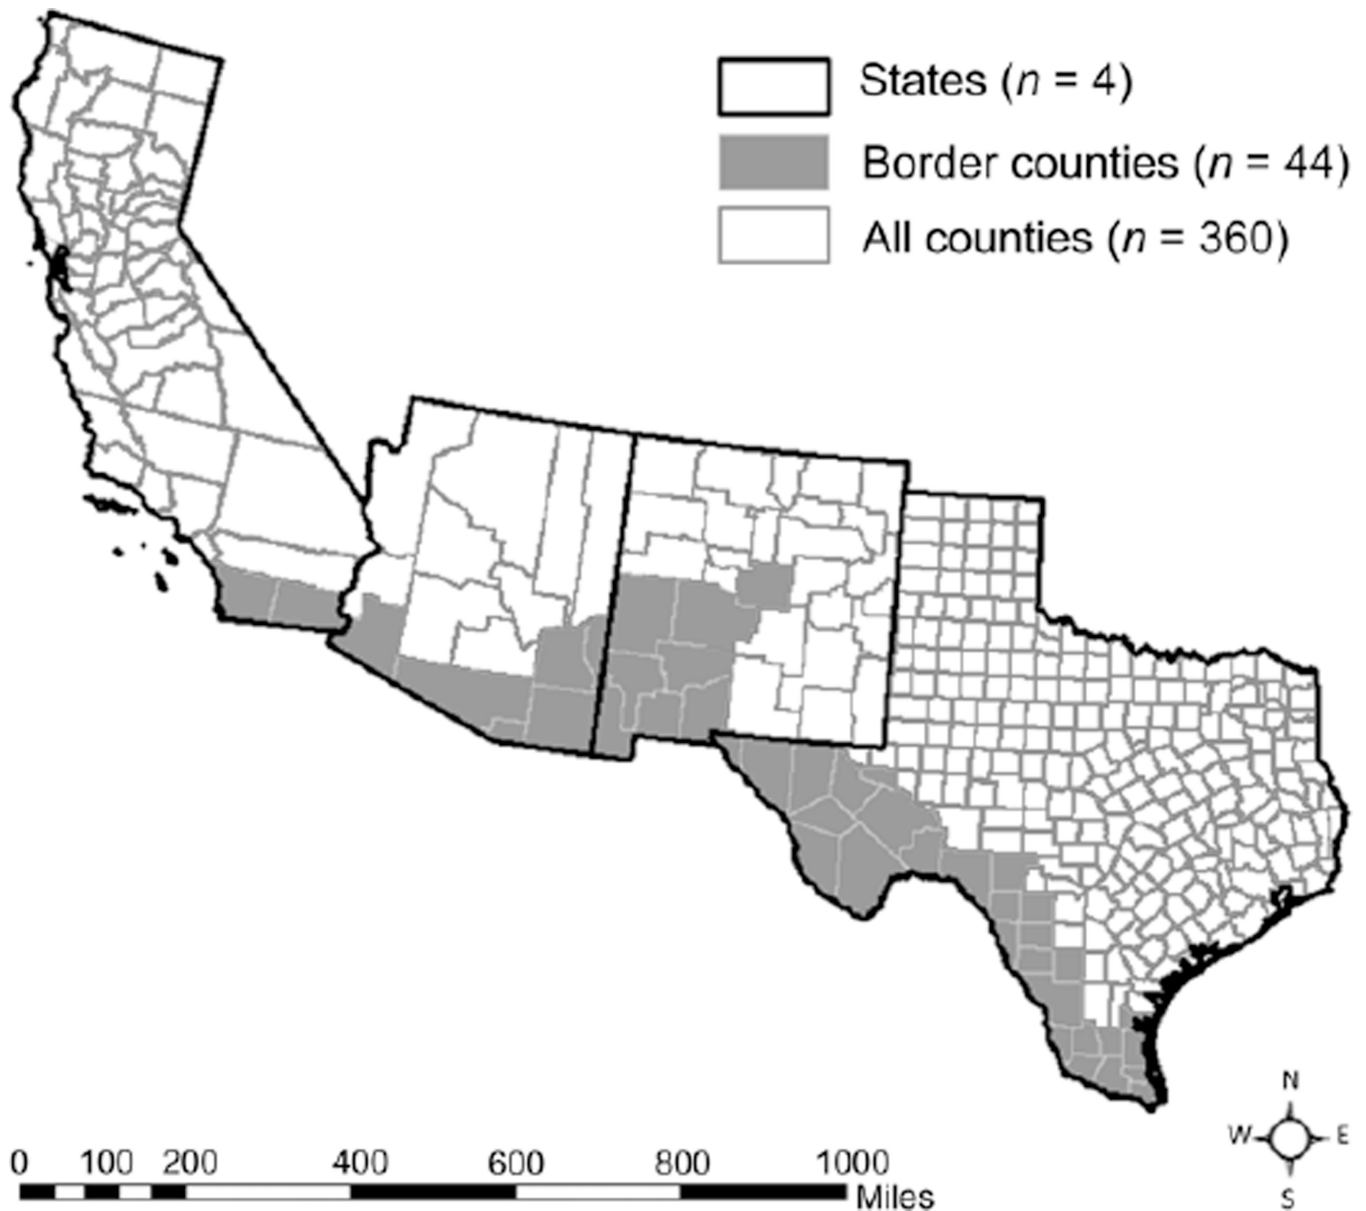 States (n = 4)
Border counties (n = 44)
All counties (n = 360)
N
W E
S
0 100 200 400 600 800 1000
Miles